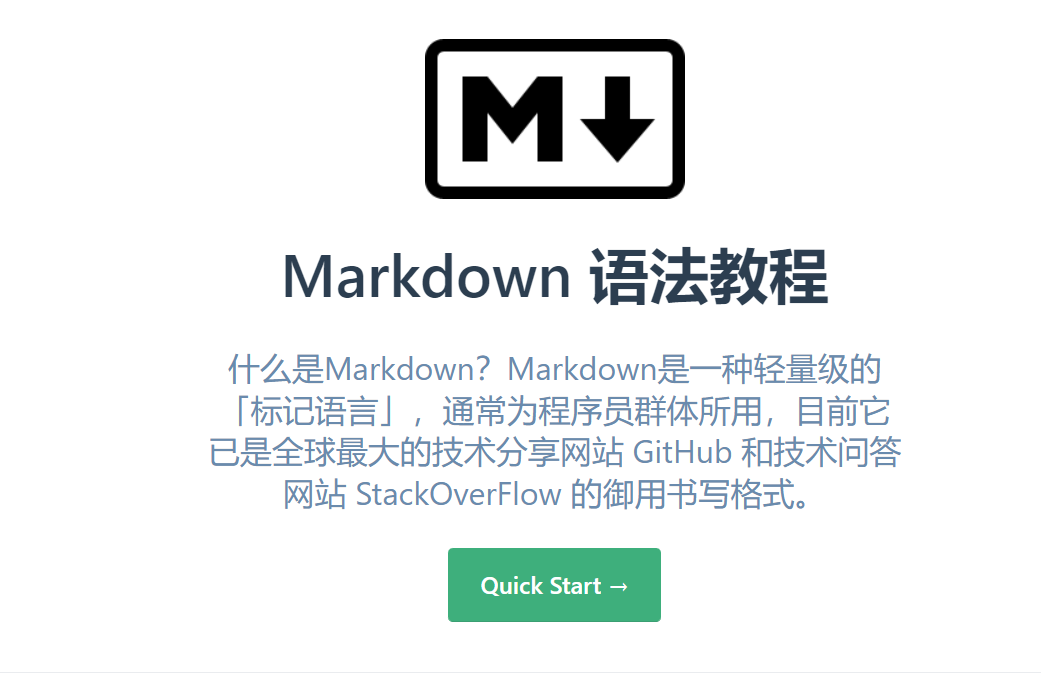 M
Markdown 语法教程
什么是Markdown？Markdown是一种轻量级的
「标记语言」，通常为程序员群体所用，目前它
已是全球最大的技术分享网站 GitHub 和技术问答
网站 StackOverFlow 的御用书写格式。
Quick Start →